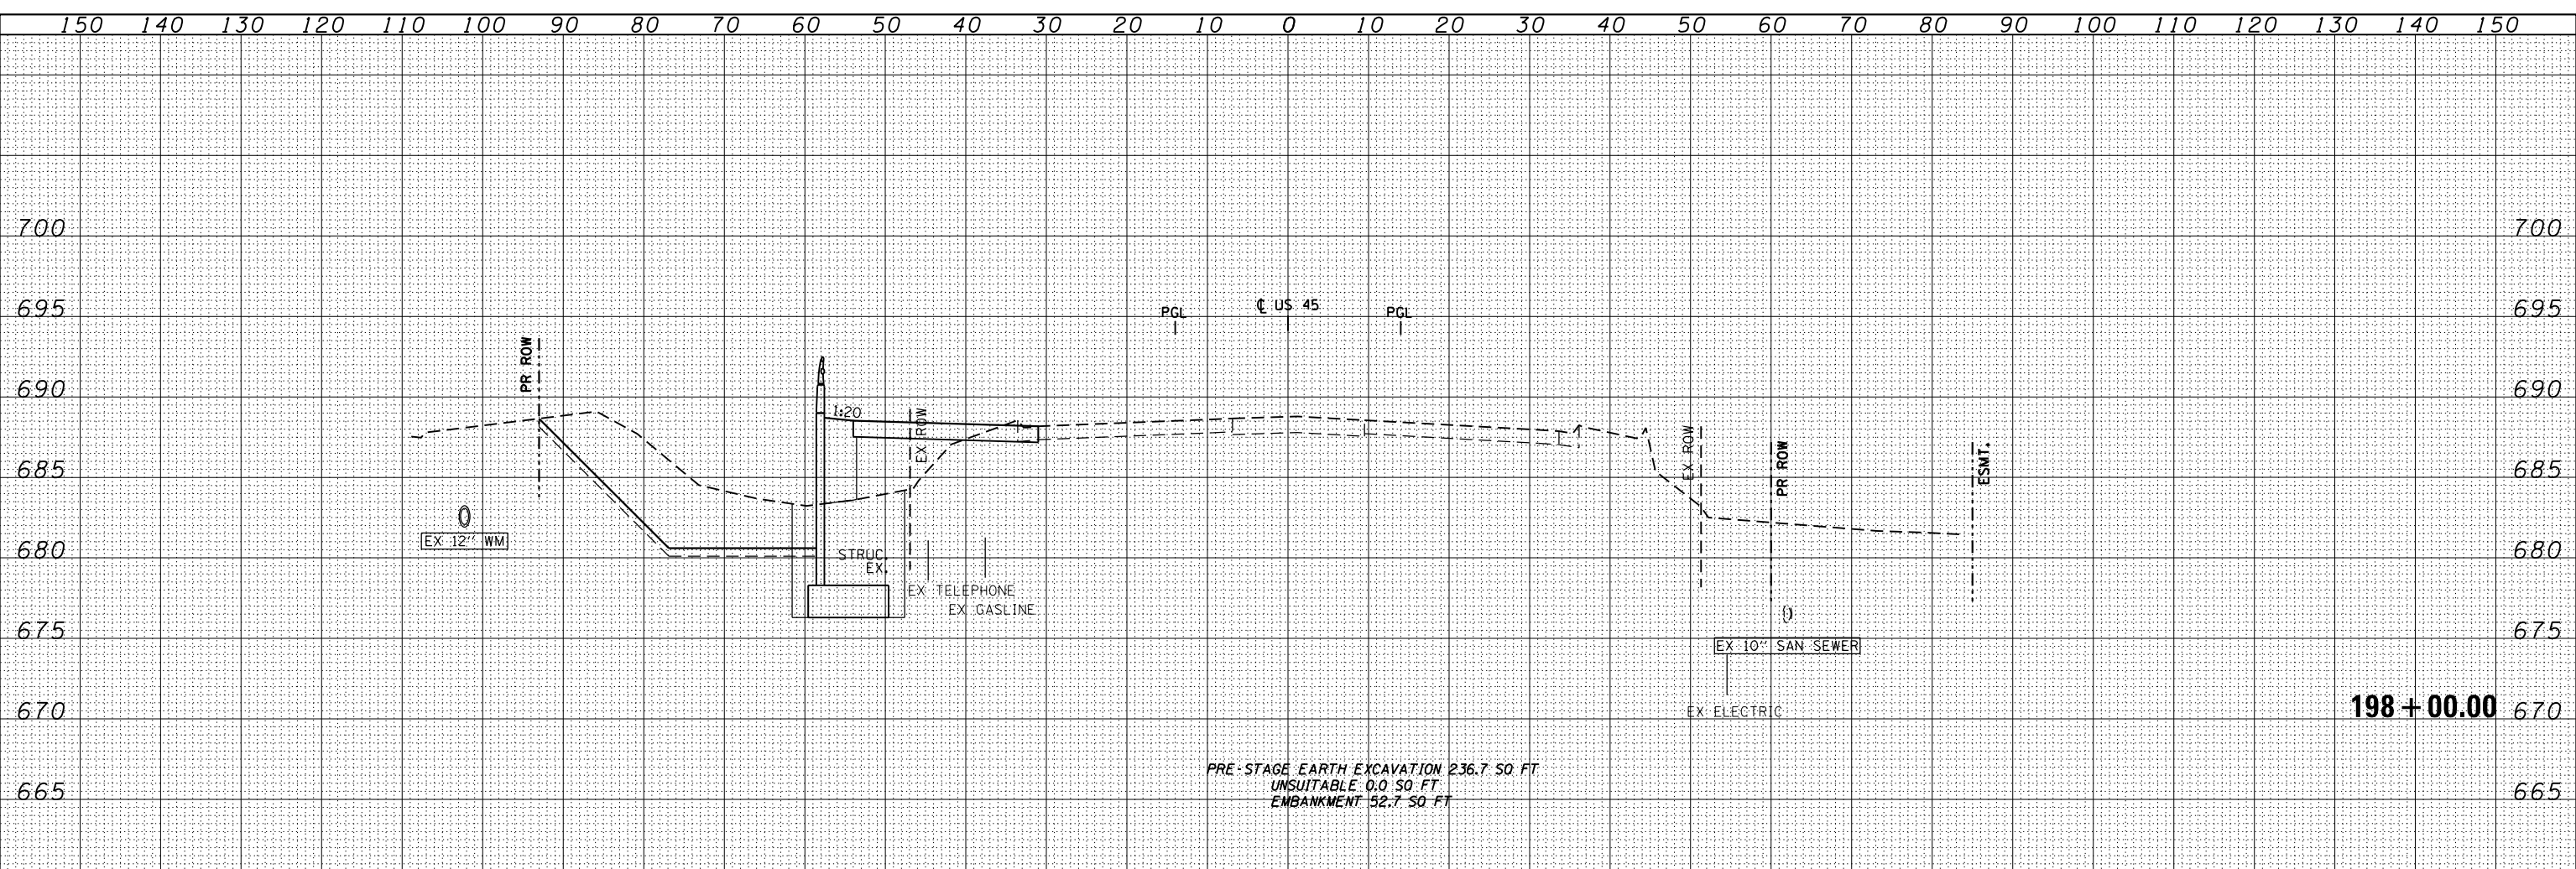 150 140 130 120 110 100 90 80 70 60 50 40 30 20 10 0 10 20 30 40 50 60 70 80 90 100 110 120 130 140 150
700 700
695 695
℄ US 45
PGL PGL
PR ROW
690 690
1:20
EX ROW
EX ROW
PR ROW
ESMT.
685 685
EX 12" WM
680 680
STRUC.
EX.
EX TELEPHONE
EX GASLINE
675 675
EX 10" SAN SEWER
EX ELECTRIC
670 198+00.00 670
PRE-STAGE EARTH EXCAVATION 236.7 SQ FT
UNSUITABLE 0.0 SQ FT
EMBANKMENT 52.7 SQ FT
665 665